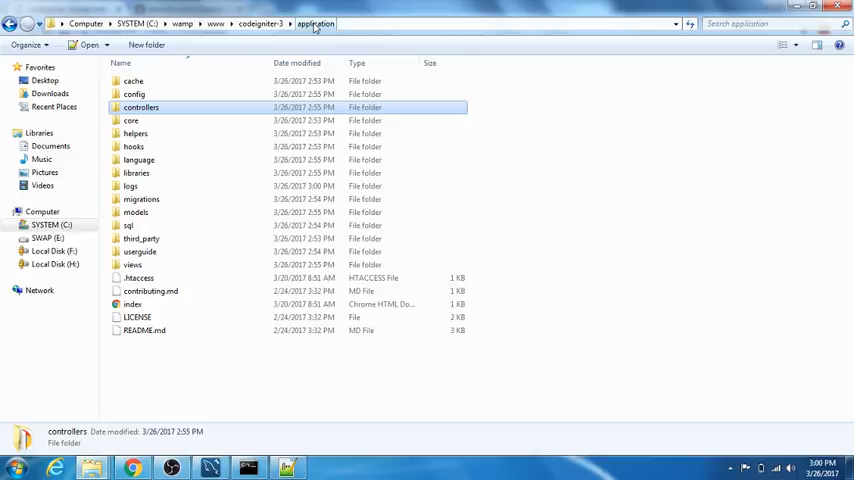 Computer SYSTEM (C:) wamp www codeigniter-3 application Search application
Organize Open New folder
Name Date modified Type Size
Favorites
Desktop
Downloads
Recent Places
Libraries
Documents
Music
Pictures
Videos
Computer
SYSTEM (C:)
SWAP (E:)
Local Disk (F:)
Local Disk (H:)
Network
cache 3/26/2017 2:53 PM File folder
config 3/26/2017 2:53 PM File folder
controllers 3/26/2017 2:55 PM File folder
core 3/26/2017 2:53 PM File folder
helpers 3/26/2017 2:53 PM File folder
hooks 3/26/2017 2:53 PM File folder
language 3/26/2017 2:55 PM File folder
libraries 3/26/2017 2:55 PM File folder
logs 3/26/2017 3:00 PM File folder
migrations 3/26/2017 2:54 PM File folder
models 3/26/2017 2:55 PM File folder
sql 3/26/2017 2:54 PM File folder
third_party 3/26/2017 2:53 PM File folder
userguide 3/26/2017 2:54 PM File folder
views 3/26/2017 2:55 PM File folder
.htaccess 3/20/2017 8:51 AM HTACCESS File 1 KB
contributing.md 2/24/2017 3:32 PM MD File 1 KB
index 3/20/2017 8:51 AM Chrome HTML Do... 1 KB
LICENSE 2/24/2017 3:32 PM File 2 KB
README.md 2/24/2017 3:32 PM MD File 3 KB
controllers Date modified: 3/26/2017 2:55 PM
File folder
3:00 PM
3/26/2017